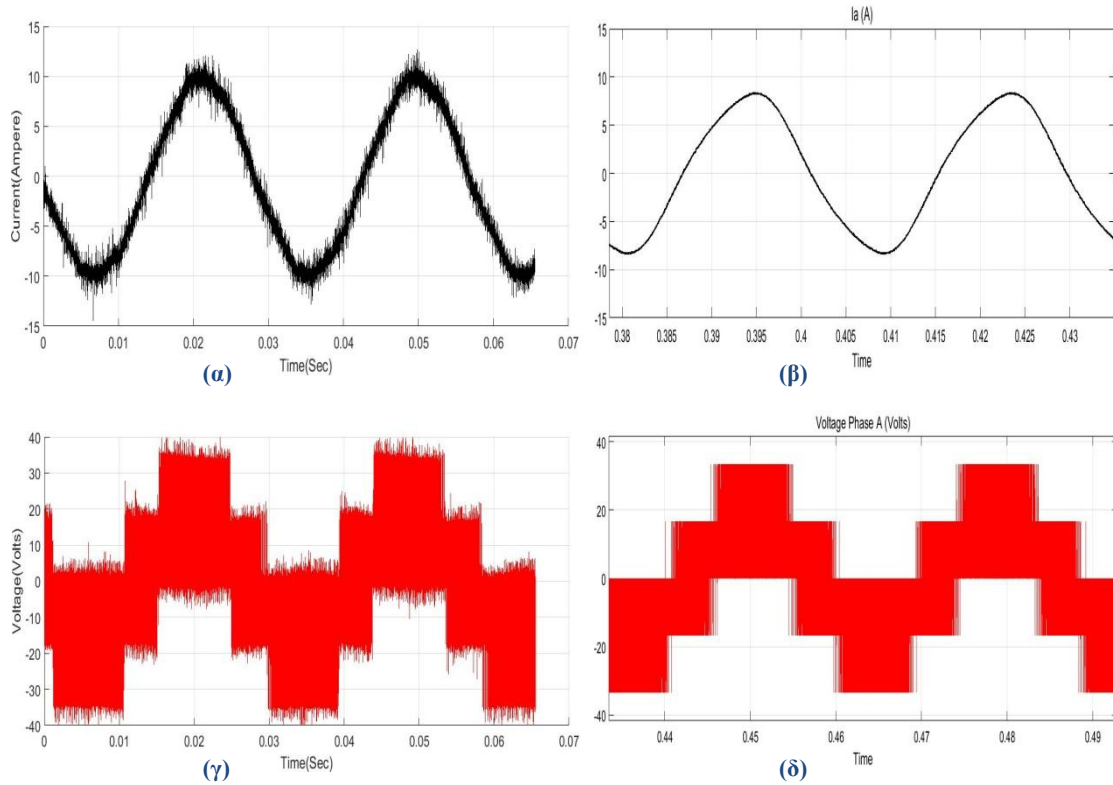 15
10
5
0
-5
-10
-15
Current(Ampere)
0 0.01 0.02 0.03 0.04 0.05 0.06 0.07
Time(Sec)
(α)
Ia (A)
15
10
5
0
-5
-10
-15
0.38 0.385 0.39 0.395 0.4 0.405 0.41 0.415 0.42 0.425 0.43
Time
(β)
40
30
20
10
0
-10
-20
-30
-40
Voltage(Volts)
0 0.01 0.02 0.03 0.04 0.05 0.06 0.07
Time(Sec)
(γ)
Voltage Phase A (Volts)
40
20
0
-20
-40
0.44 0.45 0.46 0.47 0.48 0.49
Time
(δ)